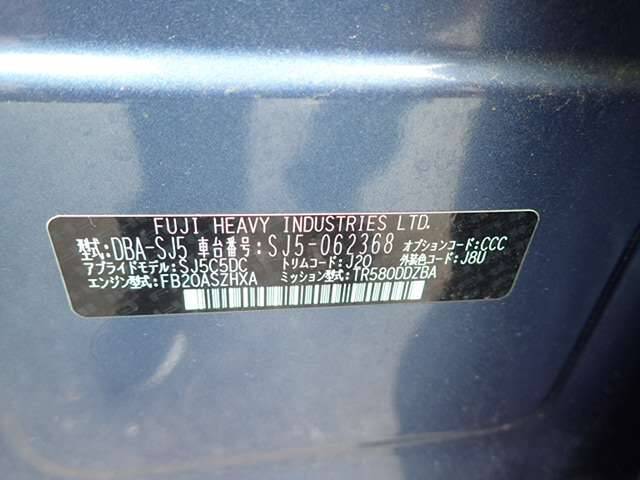 FUJI HEAVY INDUSTRIES LTD.
型式:DBA-SJ5 車台番号:SJ5-062368 オプションコード:CCC
アプライドモデル:SJ5C5DC トリムコード:J20 外装色コード:J8U
エンジン型式:FB20ASZHXA ミッション型式:TR580DDZBA